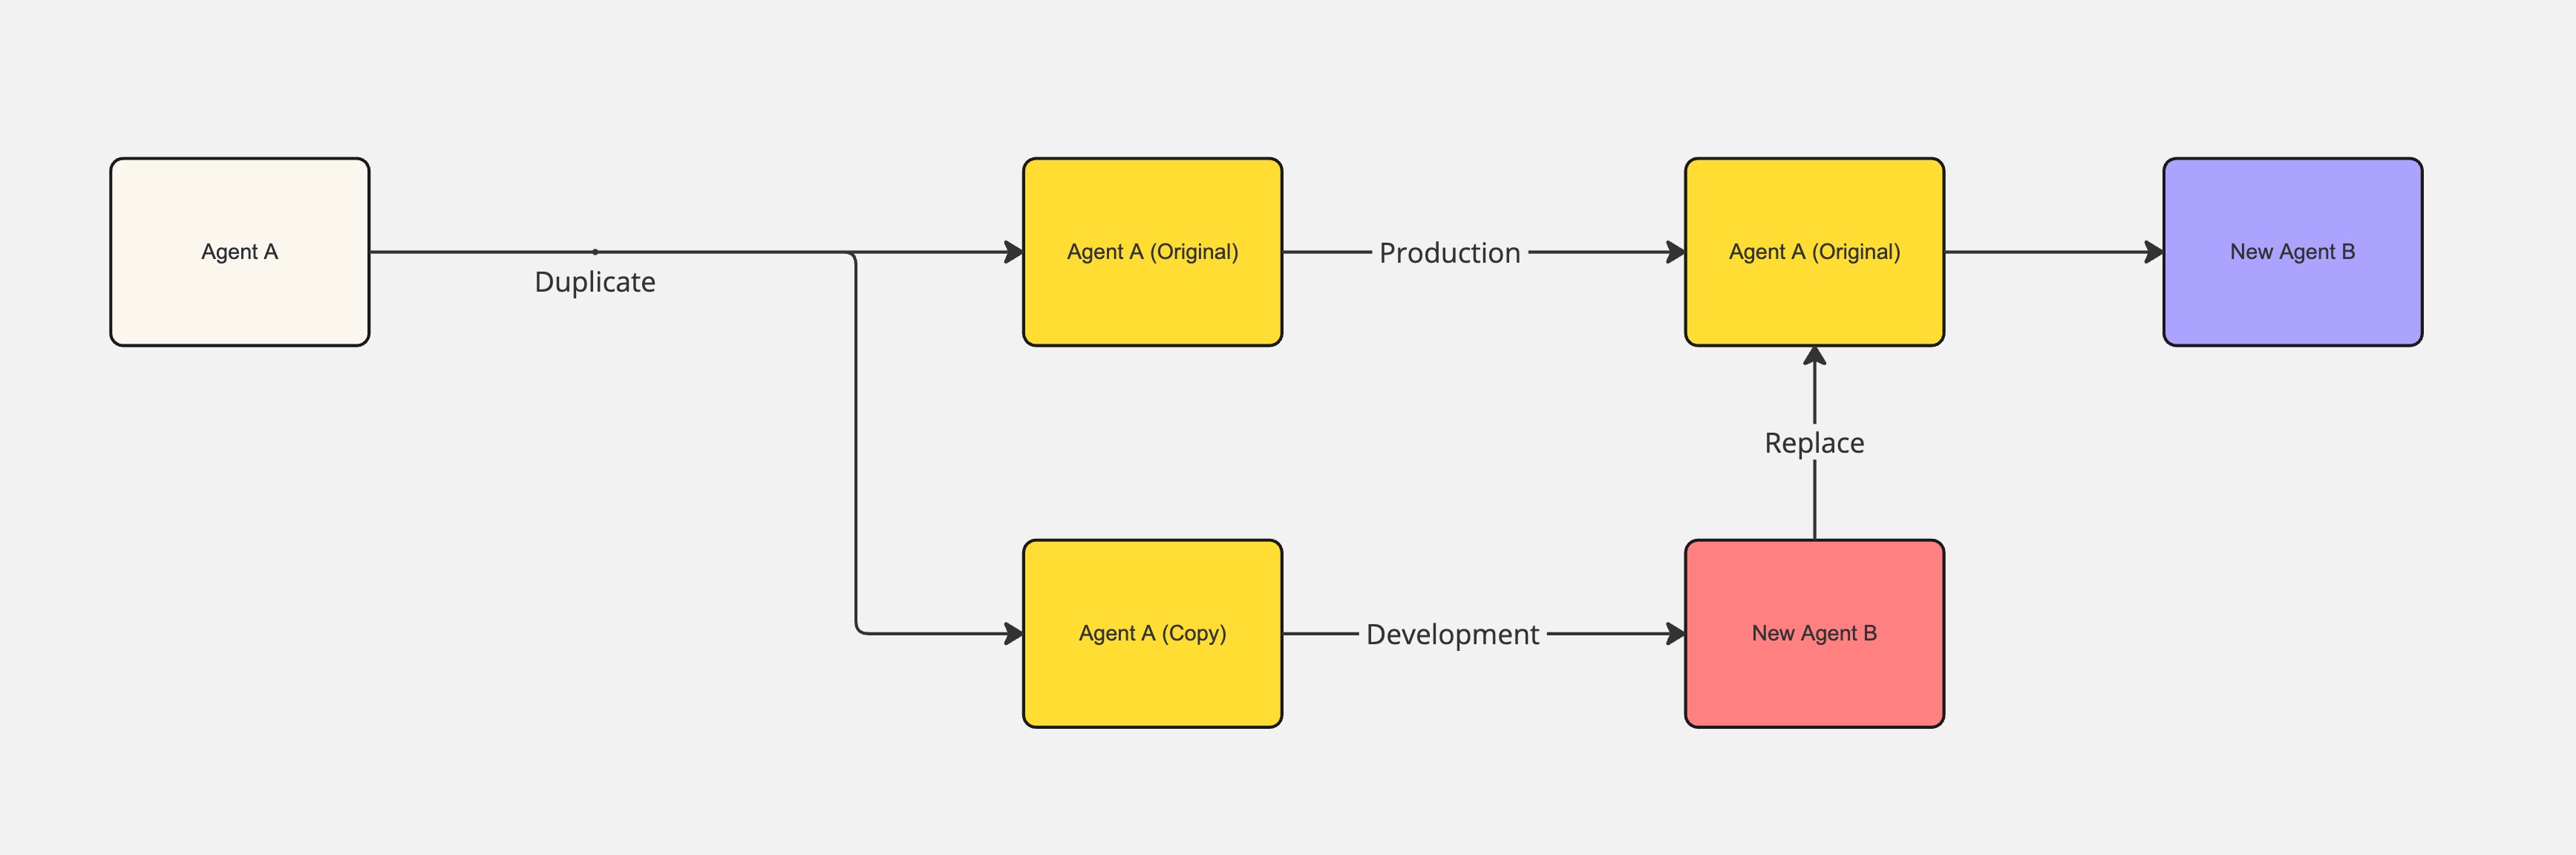 Agent A
Duplicate
Agent A (Original)
Production
Agent A (Original)
New Agent B
Replace
Agent A (Copy)
Development
New Agent B